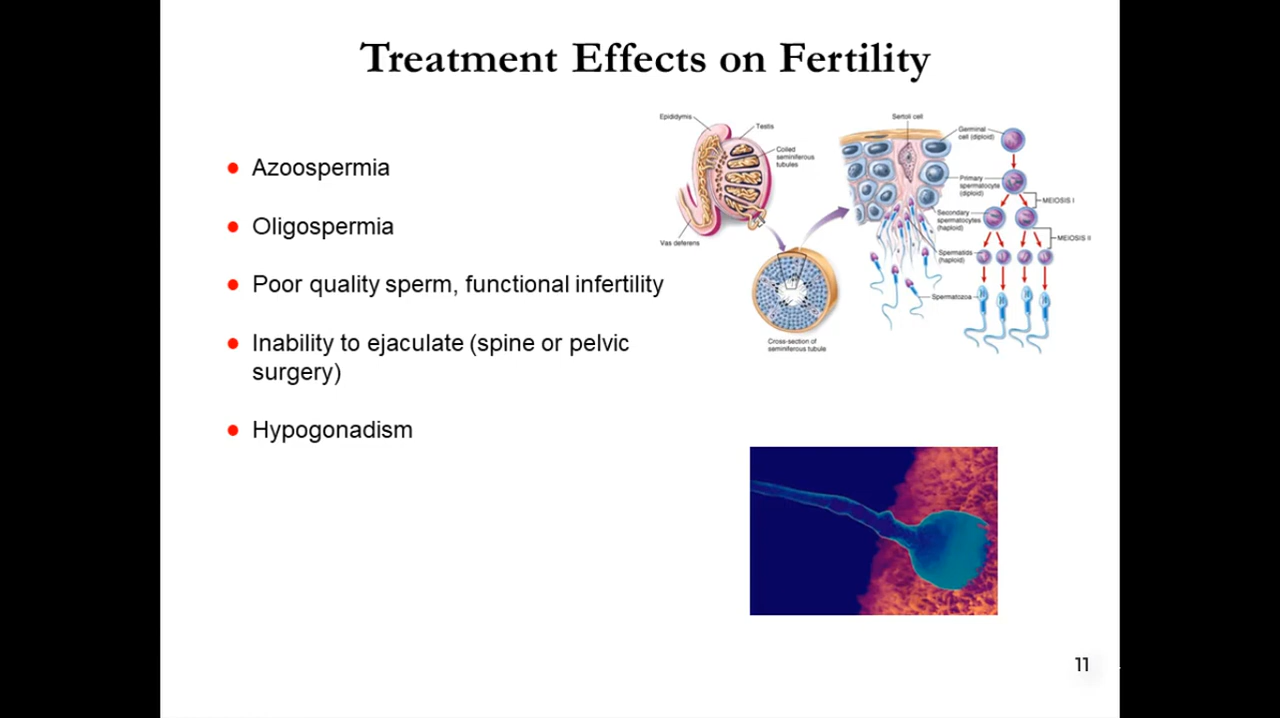 Treatment Effects on Fertility
Azoospermia
Oligospermia
Poor quality sperm, functional infertility
Inability to ejaculate (spine or pelvic
surgery)
Hypogonadism
Epididymis
Testis
Coiled
seminiferous
tubules
Vas deferens
Cross-section of
seminiferous tubule
Sertoli cell
Germinal
cell (diploid)
Primary
spermatocyte
(diploid)
MEIOSIS I
Secondary
spermatocytes
(haploid)
MEIOSIS II
Spermatids
(haploid)
Spermatozoa
11